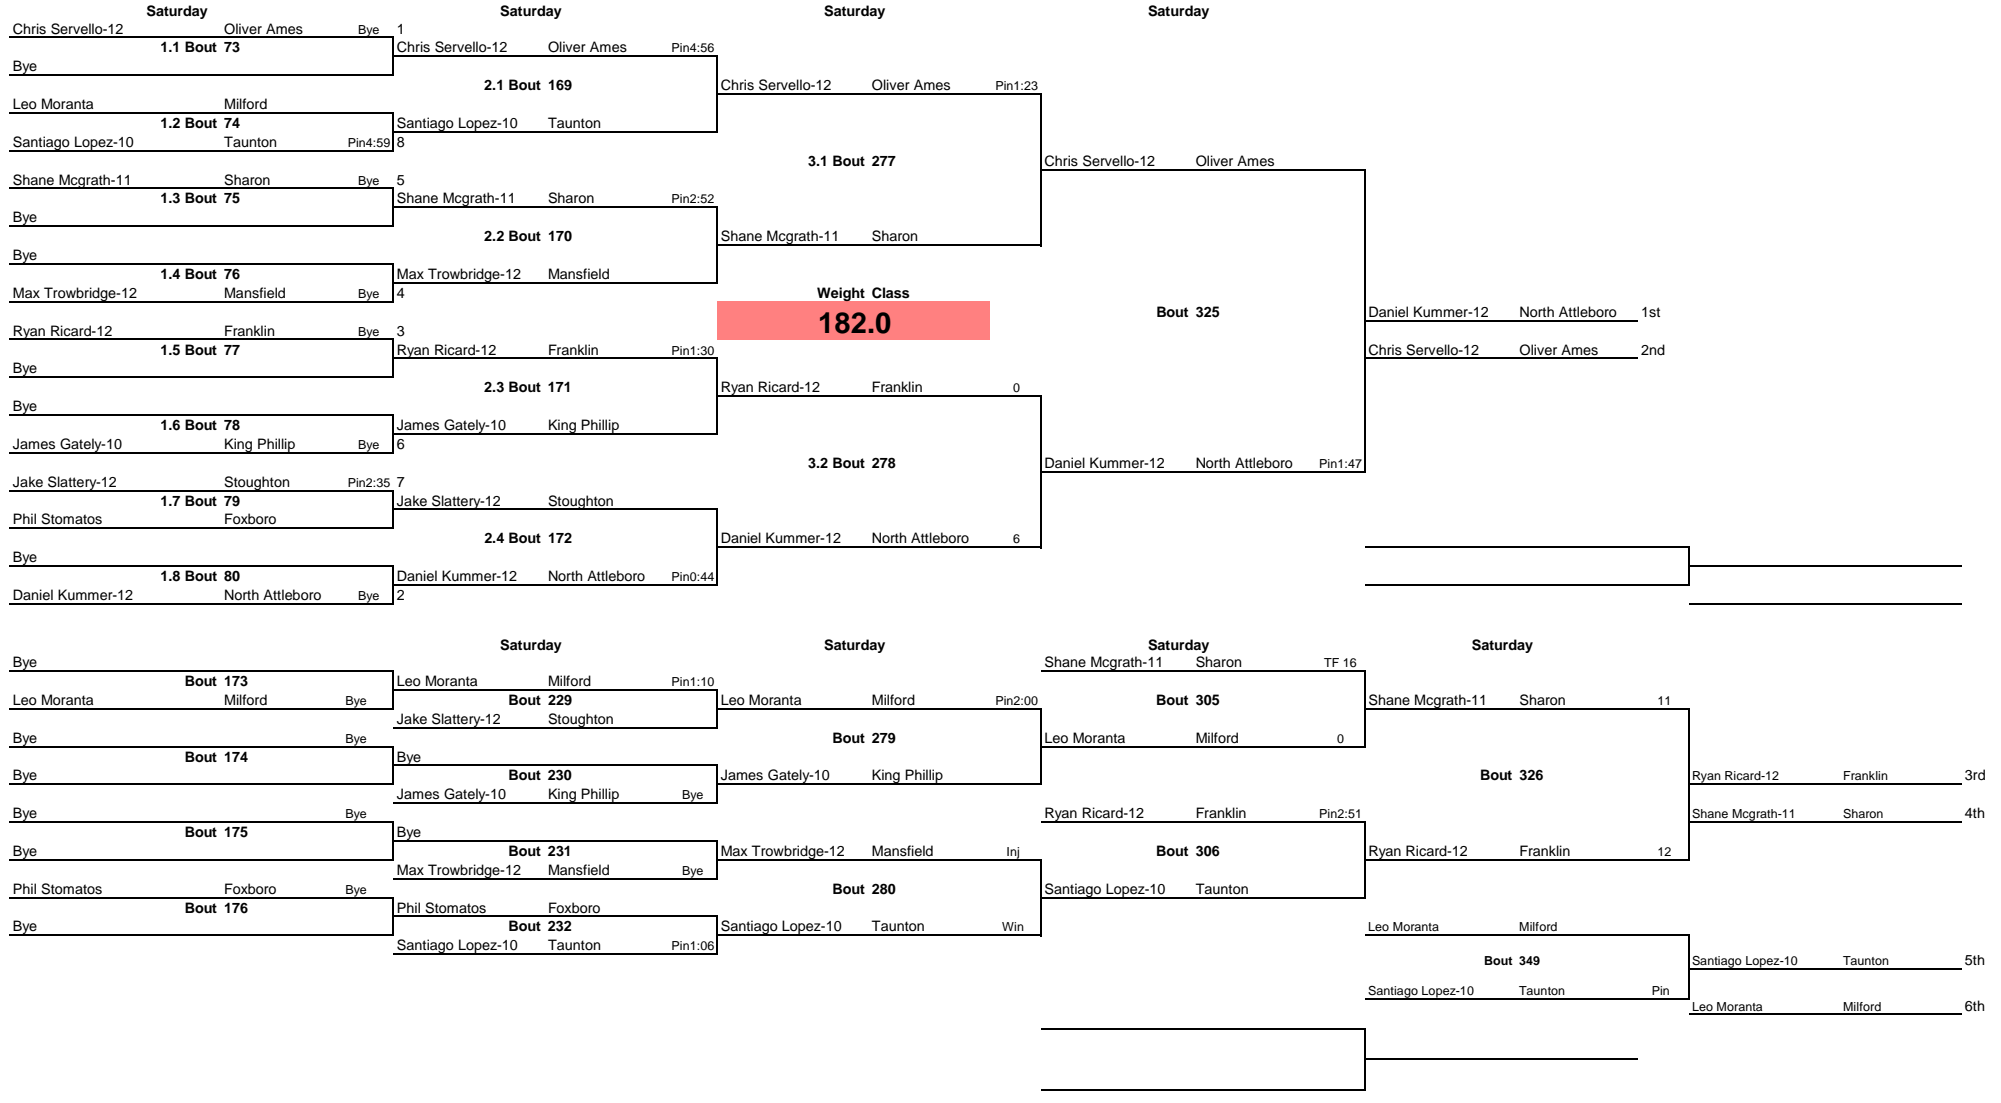 Saturday Saturday Saturday Saturday
Chris Servello-12 Oliver Ames Bye 1
1.1 Bout 73 Chris Servello-12 Oliver Ames Pin4:56
Bye
2.1 Bout 169 Chris Servello-12 Oliver Ames Pin1:23
Leo Moranta Milford
1.2 Bout 74 Santiago Lopez-10 Taunton
Santiago Lopez-10 Taunton Pin4:59 8
3.1 Bout 277 Chris Servello-12 Oliver Ames
Shane Mcgrath-11 Sharon Bye 5
1.3 Bout 75 Shane Mcgrath-11 Sharon Pin2:52
Bye
2.2 Bout 170 Shane Mcgrath-11 Sharon
Bye
1.4 Bout 76 Max Trowbridge-12 Mansfield
Max Trowbridge-12 Mansfield Bye 4 Weight Class
182.0 Bout 325 Daniel Kummer-12 North Attleboro 1st
Ryan Ricard-12 Franklin Bye 3
1.5 Bout 77 Ryan Ricard-12 Franklin Pin1:30 Chris Servello-12 Oliver Ames 2nd
Bye
2.3 Bout 171 Ryan Ricard-12 Franklin 0
Bye
1.6 Bout 78 James Gately-10 King Phillip
James Gately-10 King Phillip Bye 6
3.2 Bout 278 Daniel Kummer-12 North Attleboro Pin1:47
Jake Slattery-12 Stoughton Pin2:35 7
1.7 Bout 79 Jake Slattery-12 Stoughton
Phil Stomatos Foxboro
2.4 Bout 172 Daniel Kummer-12 North Attleboro 6
Bye
1.8 Bout 80 Daniel Kummer-12 North Attleboro Pin0:44
Daniel Kummer-12 North Attleboro Bye 2
Saturday Saturday Saturday Saturday
Bye Shane Mcgrath-11 Sharon TF 16
Bout 173 Leo Moranta Milford Pin1:10
Leo Moranta Milford Bye Bout 229 Leo Moranta Milford Pin2:00 Bout 305 Shane Mcgrath-11 Sharon 11
Jake Slattery-12 Stoughton
Bye Bye Bout 279 Leo Moranta Milford 0
Bout 174 Bye
Bye Bout 230 James Gately-10 King Phillip Bout 326 Ryan Ricard-12 Franklin 3rd
James Gately-10 King Phillip Bye
Bye Bye Ryan Ricard-12 Franklin Pin2:51 Shane Mcgrath-11 Sharon 4th
Bout 175 Bye
Bye Bout 231 Max Trowbridge-12 Mansfield Inj Bout 306 Ryan Ricard-12 Franklin 12
Max Trowbridge-12 Mansfield Bye
Phil Stomatos Foxboro Bye Bout 280 Santiago Lopez-10 Taunton
Bout 176 Phil Stomatos Foxboro
Bye Bout 232 Santiago Lopez-10 Taunton Win Leo Moranta Milford
Santiago Lopez-10 Taunton Pin1:06
Bout 349 Santiago Lopez-10 Taunton 5th
Santiago Lopez-10 Taunton Pin
Leo Moranta Milford 6th